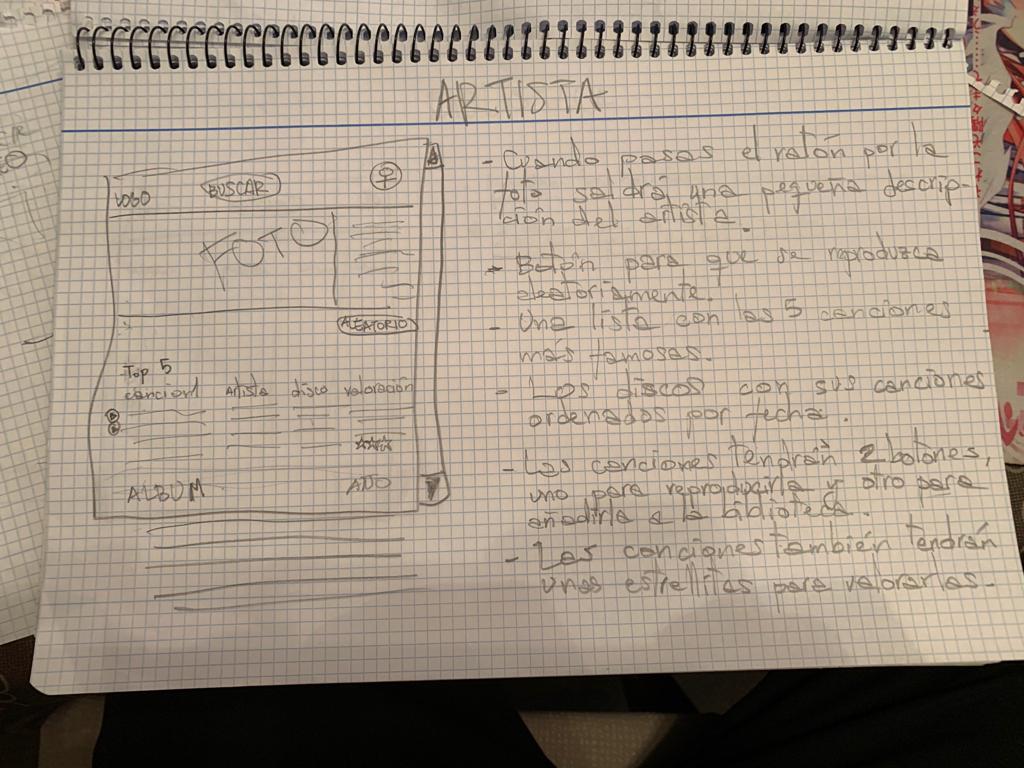 ARTISTA
LOGO
BUSCAR
FOTO
ALEATORIO
Top 5
canción
Artista
disco
valoración
ALBUM
AÑO
- Cuando pasas el ratón por la
foto saldrá una pequeña descrip-
ción del artista.
- Botón para que se reproduzca
aleatoriamente.
- Una lista con las 5 canciones
más famosas.
- Los discos con sus canciones
ordenados por fecha.
- Las canciones tendrán 2 botones,
uno para reproducirla y otro para
añadirla a la biblioteca.
- Las canciones también tendrán
unas estrellitas para valorarlas.